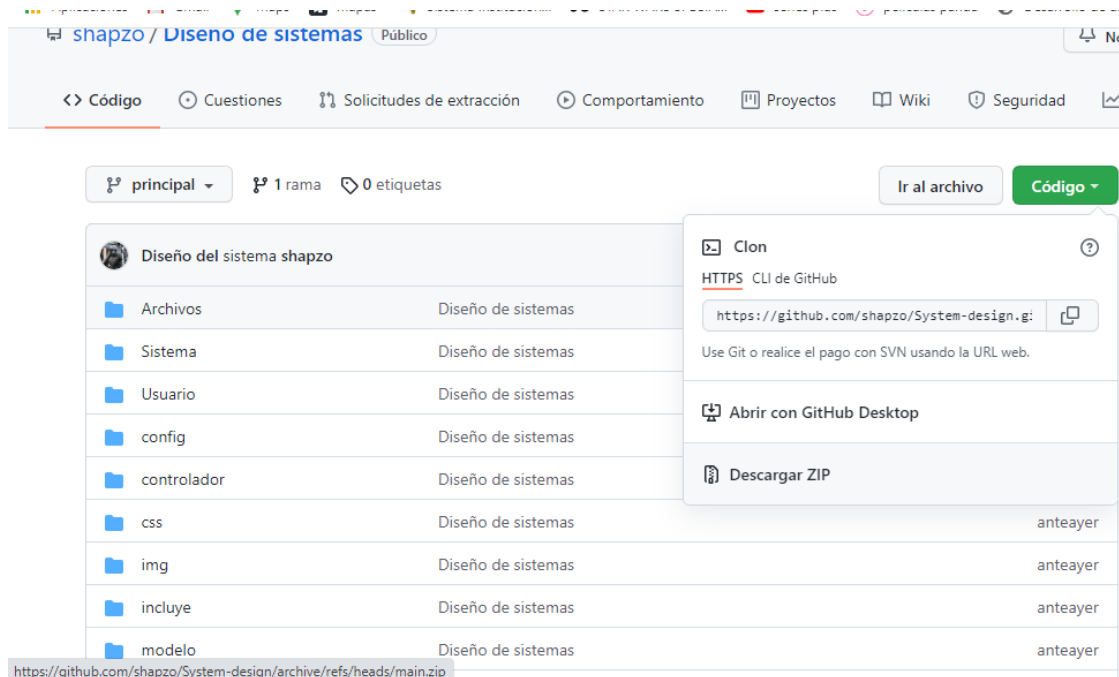 shapzo / Diseño de sistemas Público
Código Cuestiones Solicitudes de extracción Comportamiento Proyectos Wiki Seguridad
principal 1 rama 0 etiquetas Ir al archivo Código
Diseño del sistema shapzo
Clon
HTTPS CLI de GitHub
https://github.com/shapzo/System-design.gi
Use Git o realice el pago con SVN usando la URL web.
Abrir con GitHub Desktop
Descargar ZIP
Archivos Diseño de sistemas
Sistema Diseño de sistemas
Usuario Diseño de sistemas
config Diseño de sistemas
controlador Diseño de sistemas
css Diseño de sistemas anteayer
img Diseño de sistemas anteayer
incluye Diseño de sistemas anteayer
modelo Diseño de sistemas anteayer
https://github.com/shapzo/System-design/archive/refs/heads/main.zip